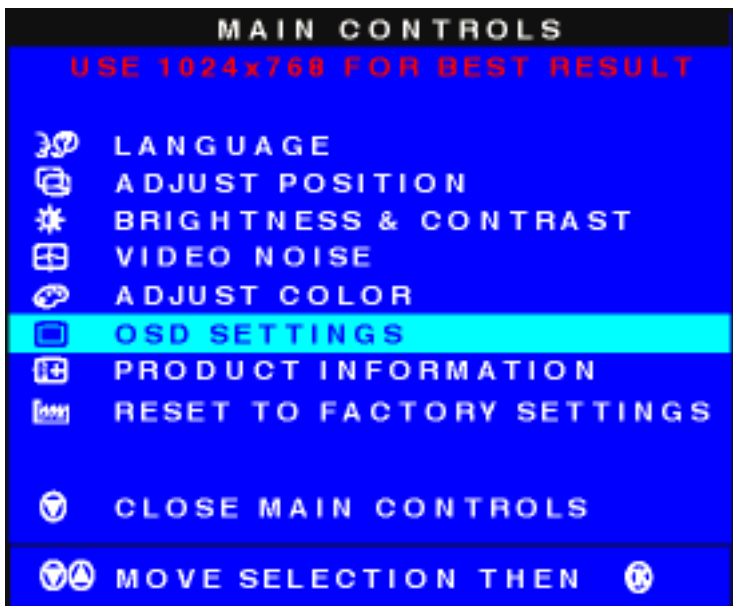 MAIN CONTROLS
USE 1024x768 FOR BEST RESULT
LANGUAGE
ADJUST POSITION
BRIGHTNESS & CONTRAST
VIDEO NOISE
ADJUST COLOR
OSD SETTINGS
PRODUCT INFORMATION
RESET TO FACTORY SETTINGS
CLOSE MAIN CONTROLS
MOVE SELECTION THEN OK